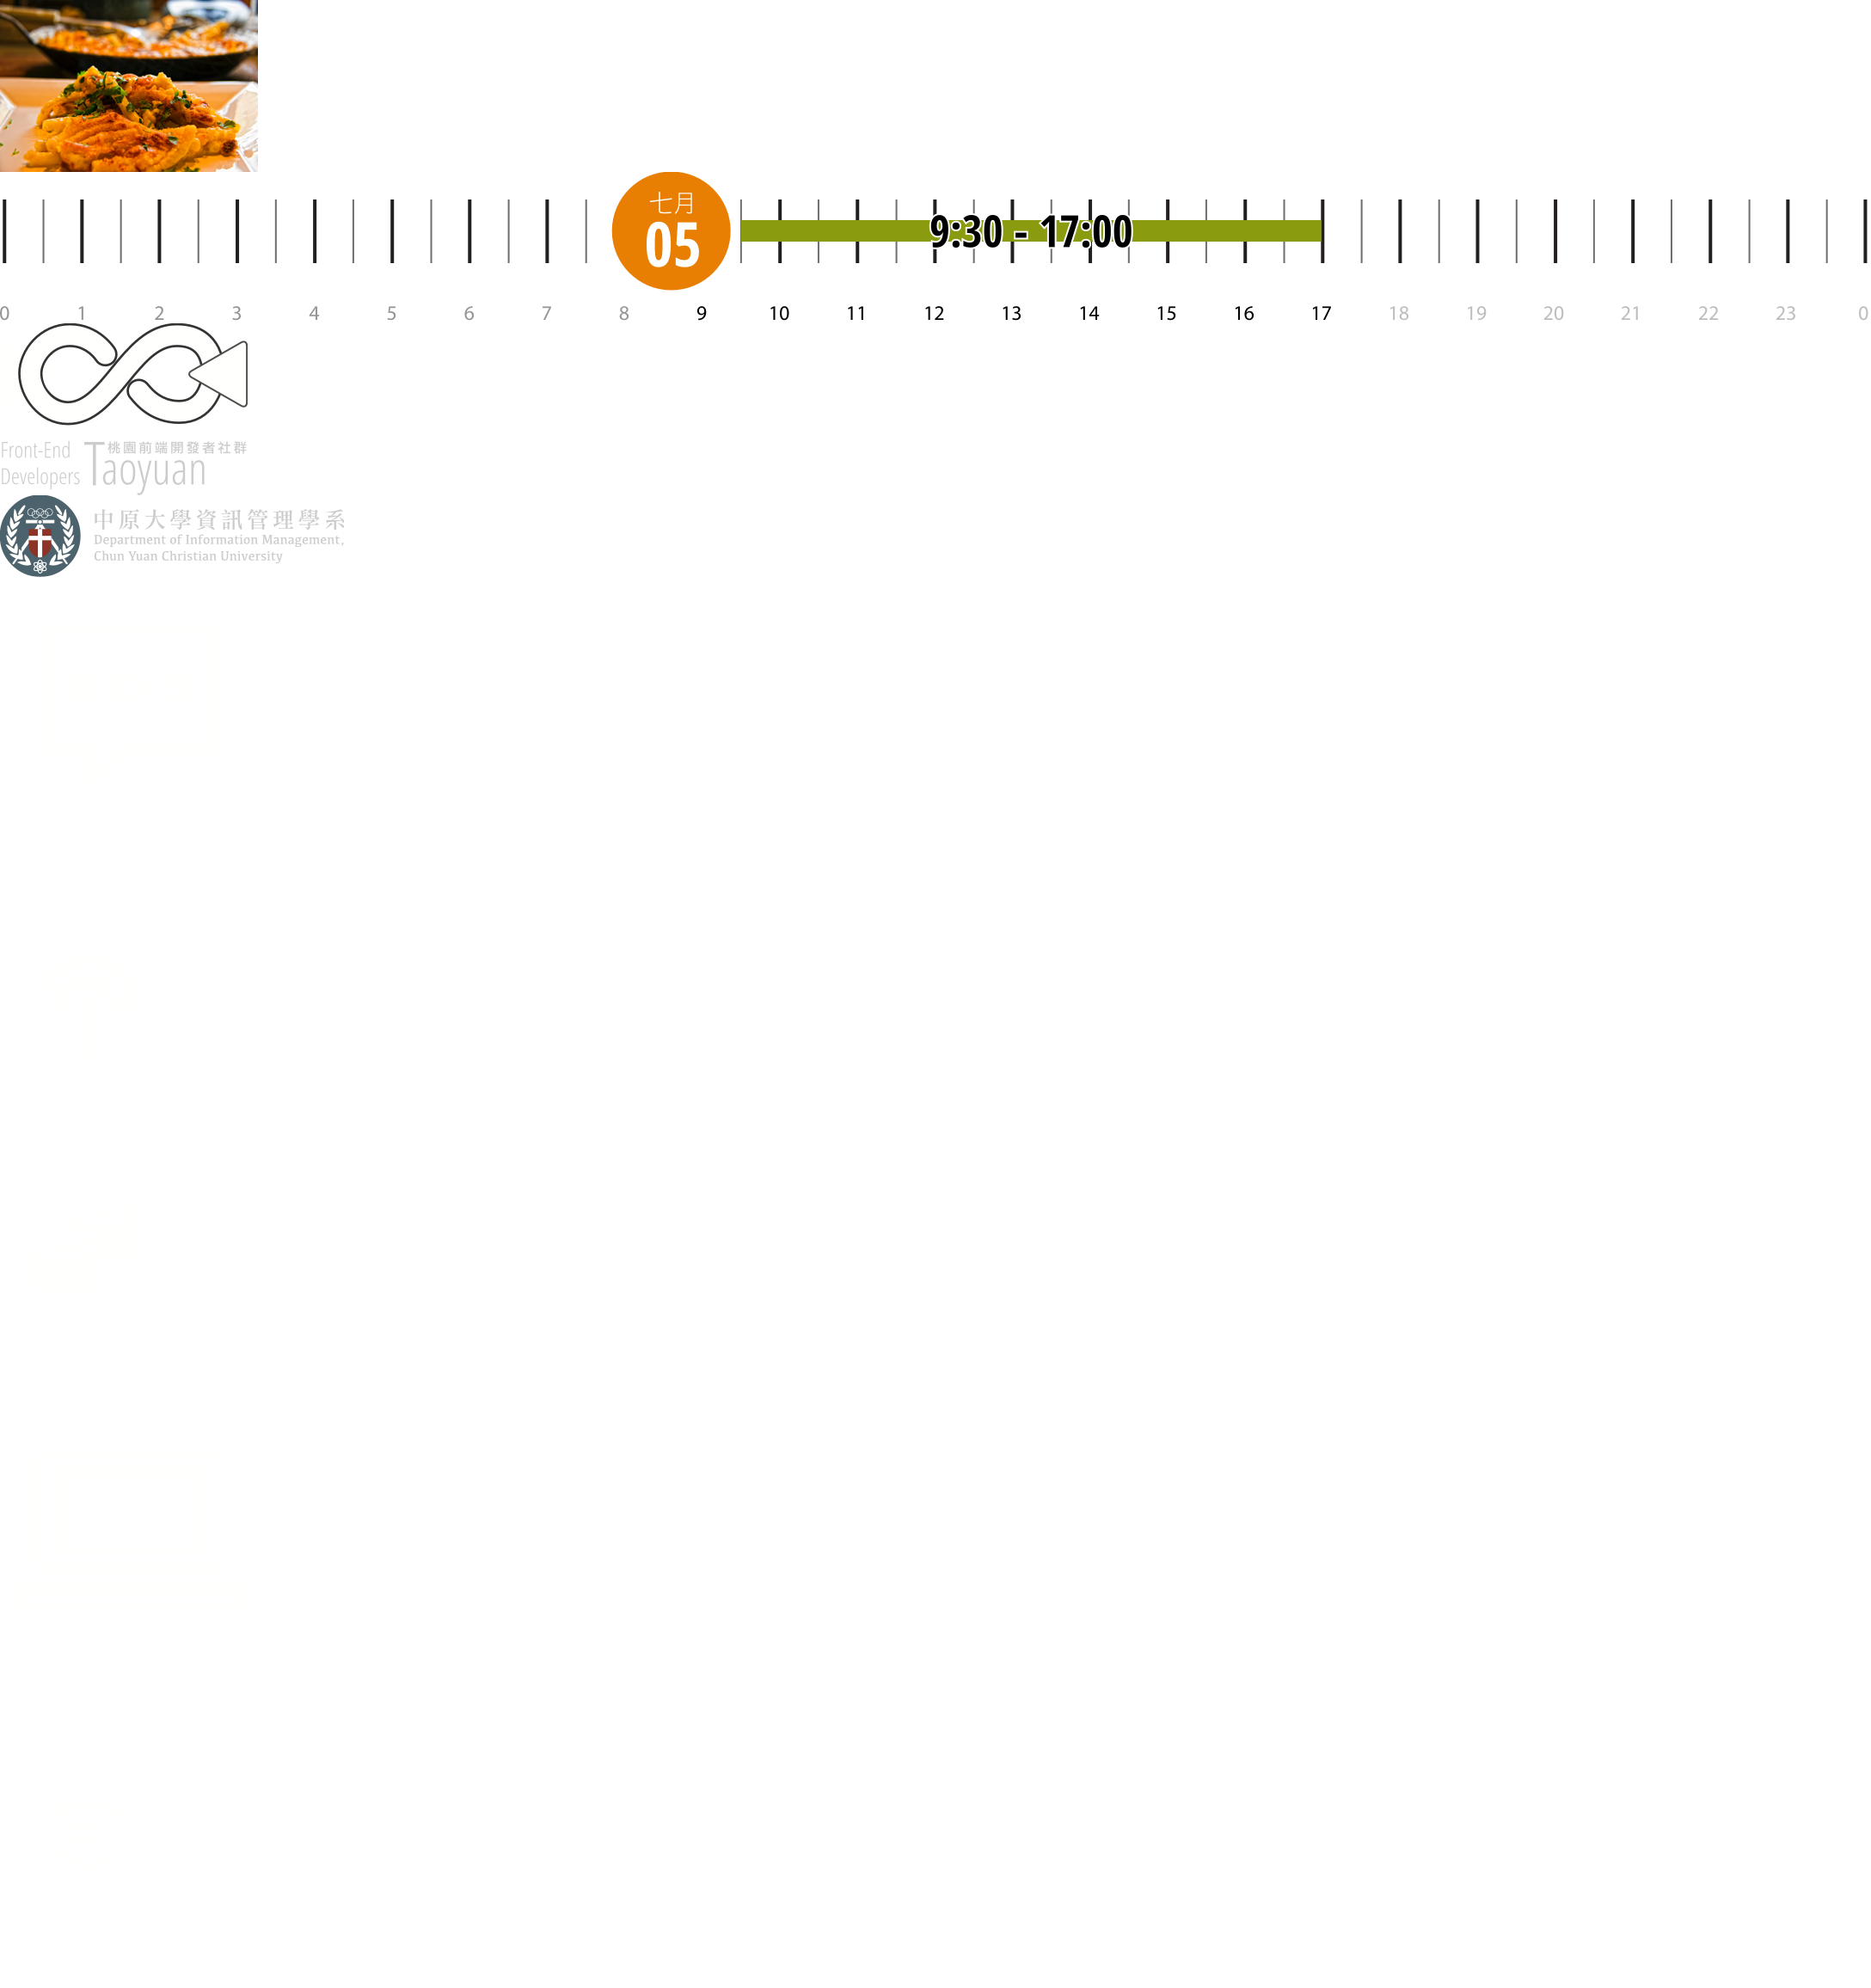 七月
05
9:30 - 17:00
0 1 2 3 4 5 6 7 8 9 10 11 12 13 14 15 16 17 18 19 20 21 22 23 0
Front-End
Developers
桃園前端開發者社群
Taoyuan
中原大學資訊管理學系
Department of Information Management,
Chun Yuan Christian University